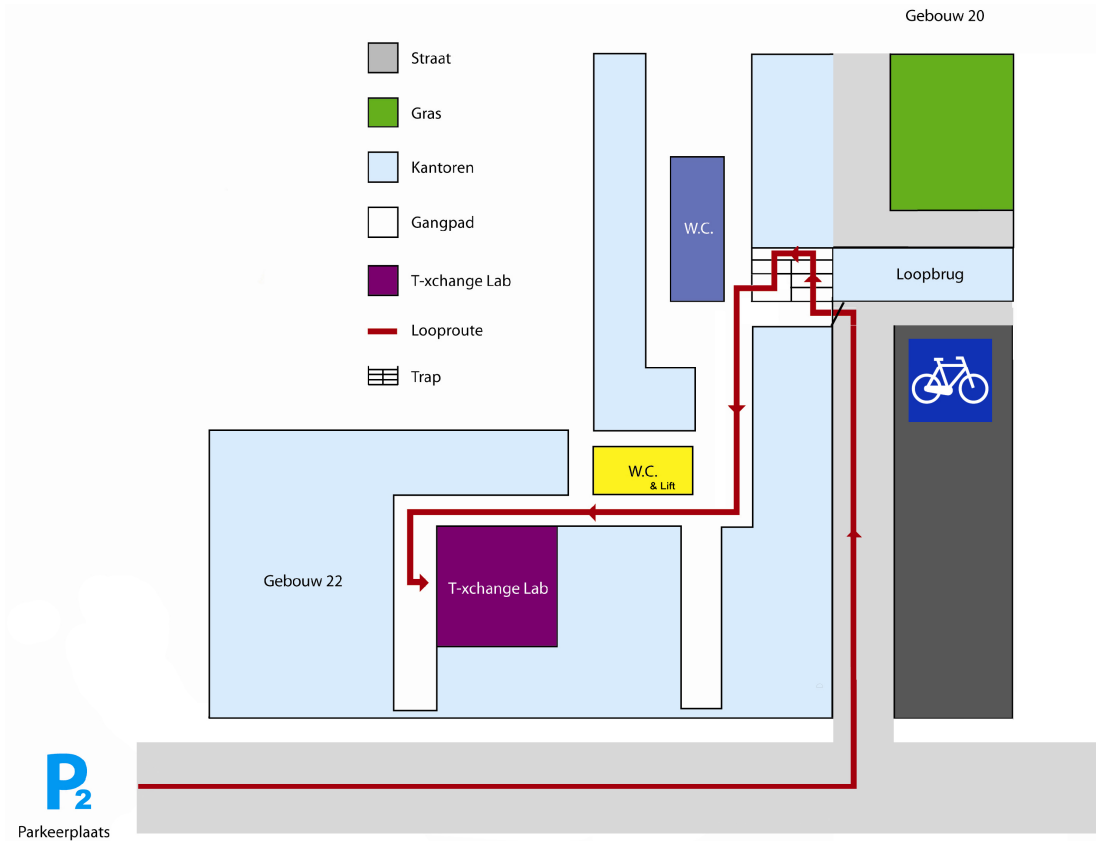 Gebouw 20
Straat
Gras
Kantoren
Gangpad
T-xchange Lab
Looproute
Trap
W.C.
Loopbrug
W.C.
& Lift
Gebouw 22
T-xchange Lab
P2
Parkeerplaats